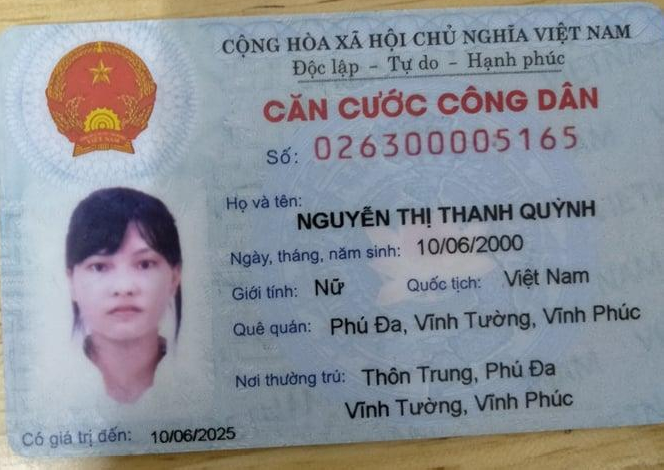 CỘNG HÒA XÃ HỘI CHỦ NGHĨA VIỆT NAM
Độc lập - Tự do - Hạnh phúc
CĂN CƯỚC CÔNG DÂN
Số: 026300005165
Họ và tên:
NGUYỄN THỊ THANH QUỲNH
Ngày, tháng, năm sinh: 10/06/2000
Giới tính: Nữ Quốc tịch: Việt Nam
Quê quán: Phú Đa, Vĩnh Tường, Vĩnh Phúc
Nơi thường trú: Thôn Trung, Phú Đa
Vĩnh Tường, Vĩnh Phúc
Có giá trị đến: 10/06/2025